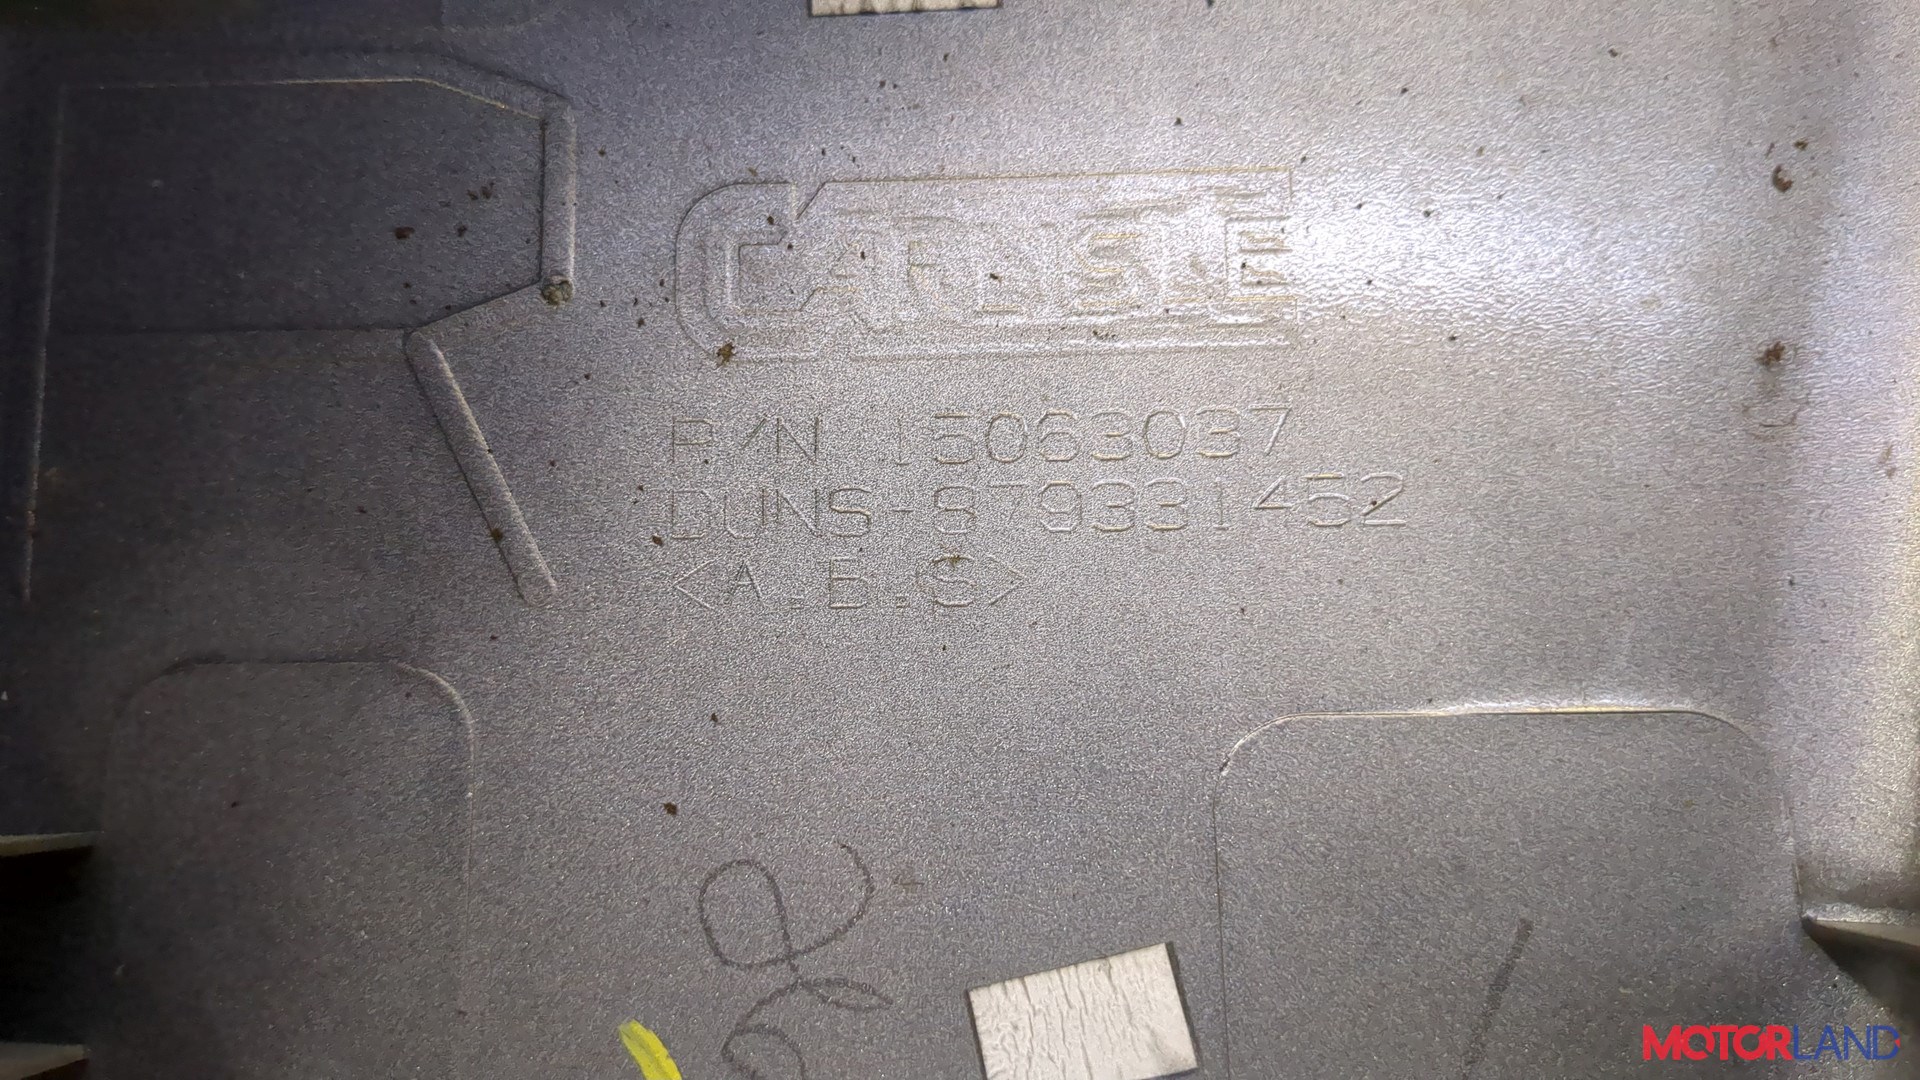 CARLISLE
P/N 15063037
DUNS-879331452
<A.B.S>
MOTORLAND